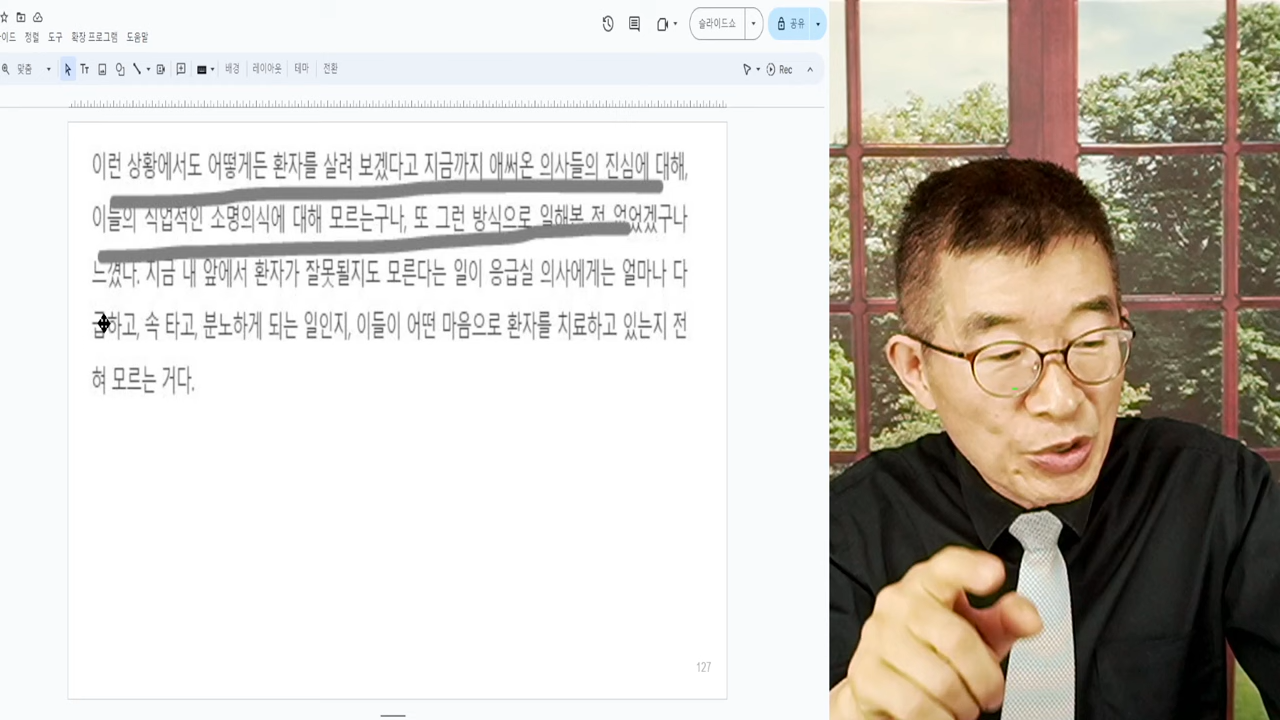 슬라이드쇼
공유
이드 정렬 도구 확장 프로그램 도움말
맞춤 Tr 배경 레이아웃 테마 전환 Rec
이런 상황에서도 어떻게든 환자를 살려 보겠다고 지금까지 애써온 의사들의 진심에 대해,
이들의 직업적인 소명의식에 대해 모르는구나, 또 그런 방식으로 일해본 적 없었겠구나
느꼈다. 지금 내 앞에서 환자가 잘못될지도 모른다는 일이 응급실 의사에게는 얼마나 다
급하고, 속 타고, 분노하게 되는 일인지, 이들이 어떤 마음으로 환자를 치료하고 있는지 전
혀 모르는 거다.
127